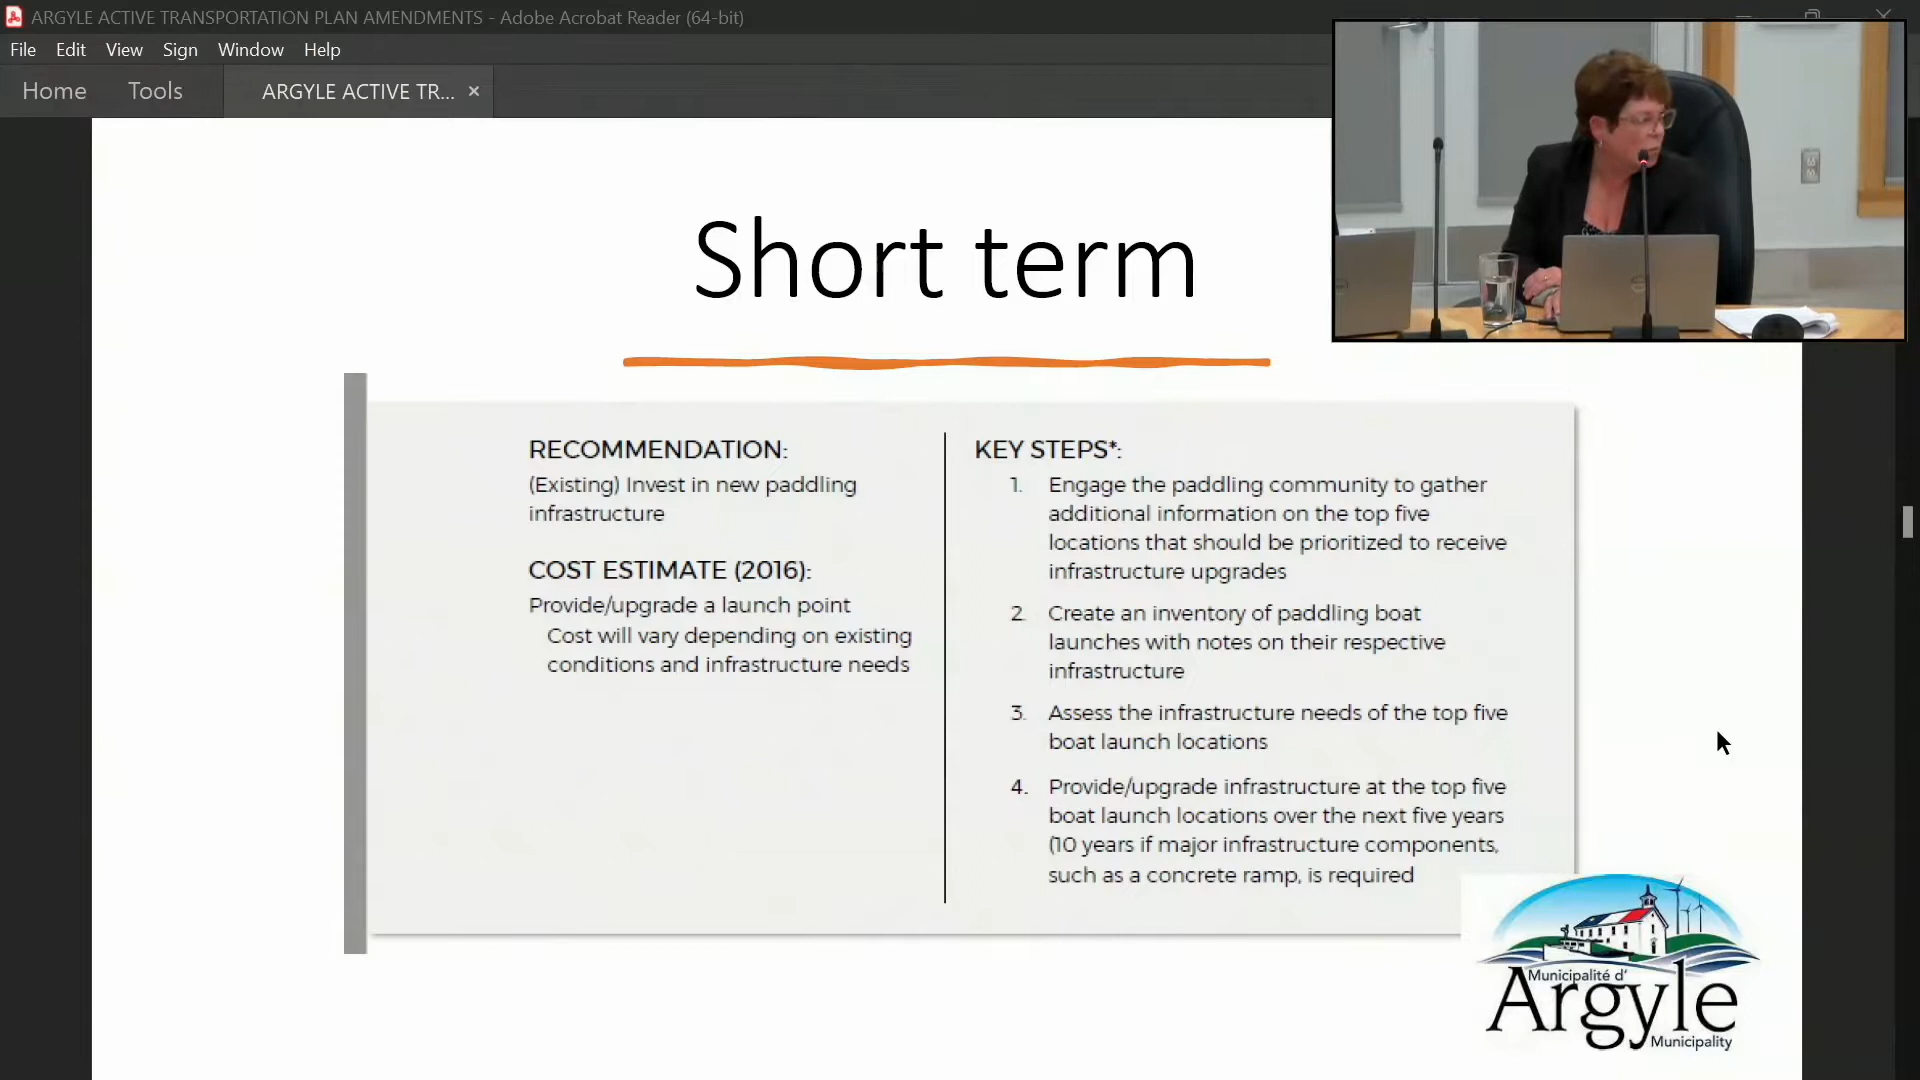 ARGYLE ACTIVE TRANSPORTATION PLAN AMENDMENTS - Adobe Acrobat Reader (64-bit)
File Edit View Sign Window Help
Home Tools ARGYLE ACTIVE TR... ×
Short term
RECOMMENDATION:
(Existing) Invest in new paddling
infrastructure
COST ESTIMATE (2016):
Provide/upgrade a launch point
Cost will vary depending on existing
conditions and infrastructure needs
KEY STEPS*:
1. Engage the paddling community to gather
additional information on the top five
locations that should be prioritized to receive
infrastructure upgrades
2. Create an inventory of paddling boat
launches with notes on their respective
infrastructure
3. Assess the infrastructure needs of the top five
boat launch locations
4. Provide/upgrade infrastructure at the top five
boat launch locations over the next five years
(10 years if major infrastructure components,
such as a concrete ramp, is required
Municipalité d'
Argyle
Municipality